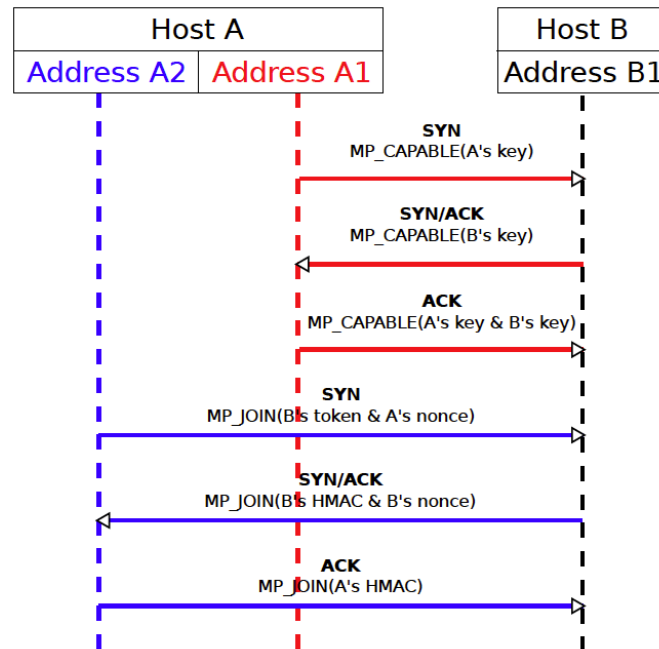 Host A
Host B
Address A2
Address A1
Address B1
SYN
MP_CAPABLE(A's key)
SYN/ACK
MP_CAPABLE(B's key)
ACK
MP_CAPABLE(A's key & B's key)
SYN
MP_JOIN(B's token & A's nonce)
SYN/ACK
MP_JOIN(B's HMAC & B's nonce)
ACK
MP_JOIN(A's HMAC)